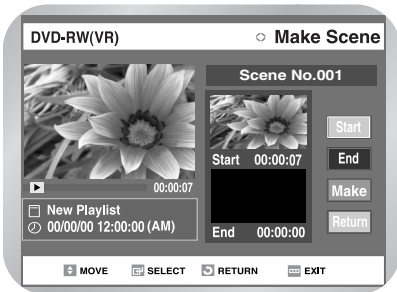 DVD-RW(VR)
Make Scene
Scene No.001
Start 00:00:07
End 00:00:00
Start
End
Make
Return
00:00:07
New Playlist
00/00/00 12:00:00 (AM)
MOVE SELECT RETURN EXIT